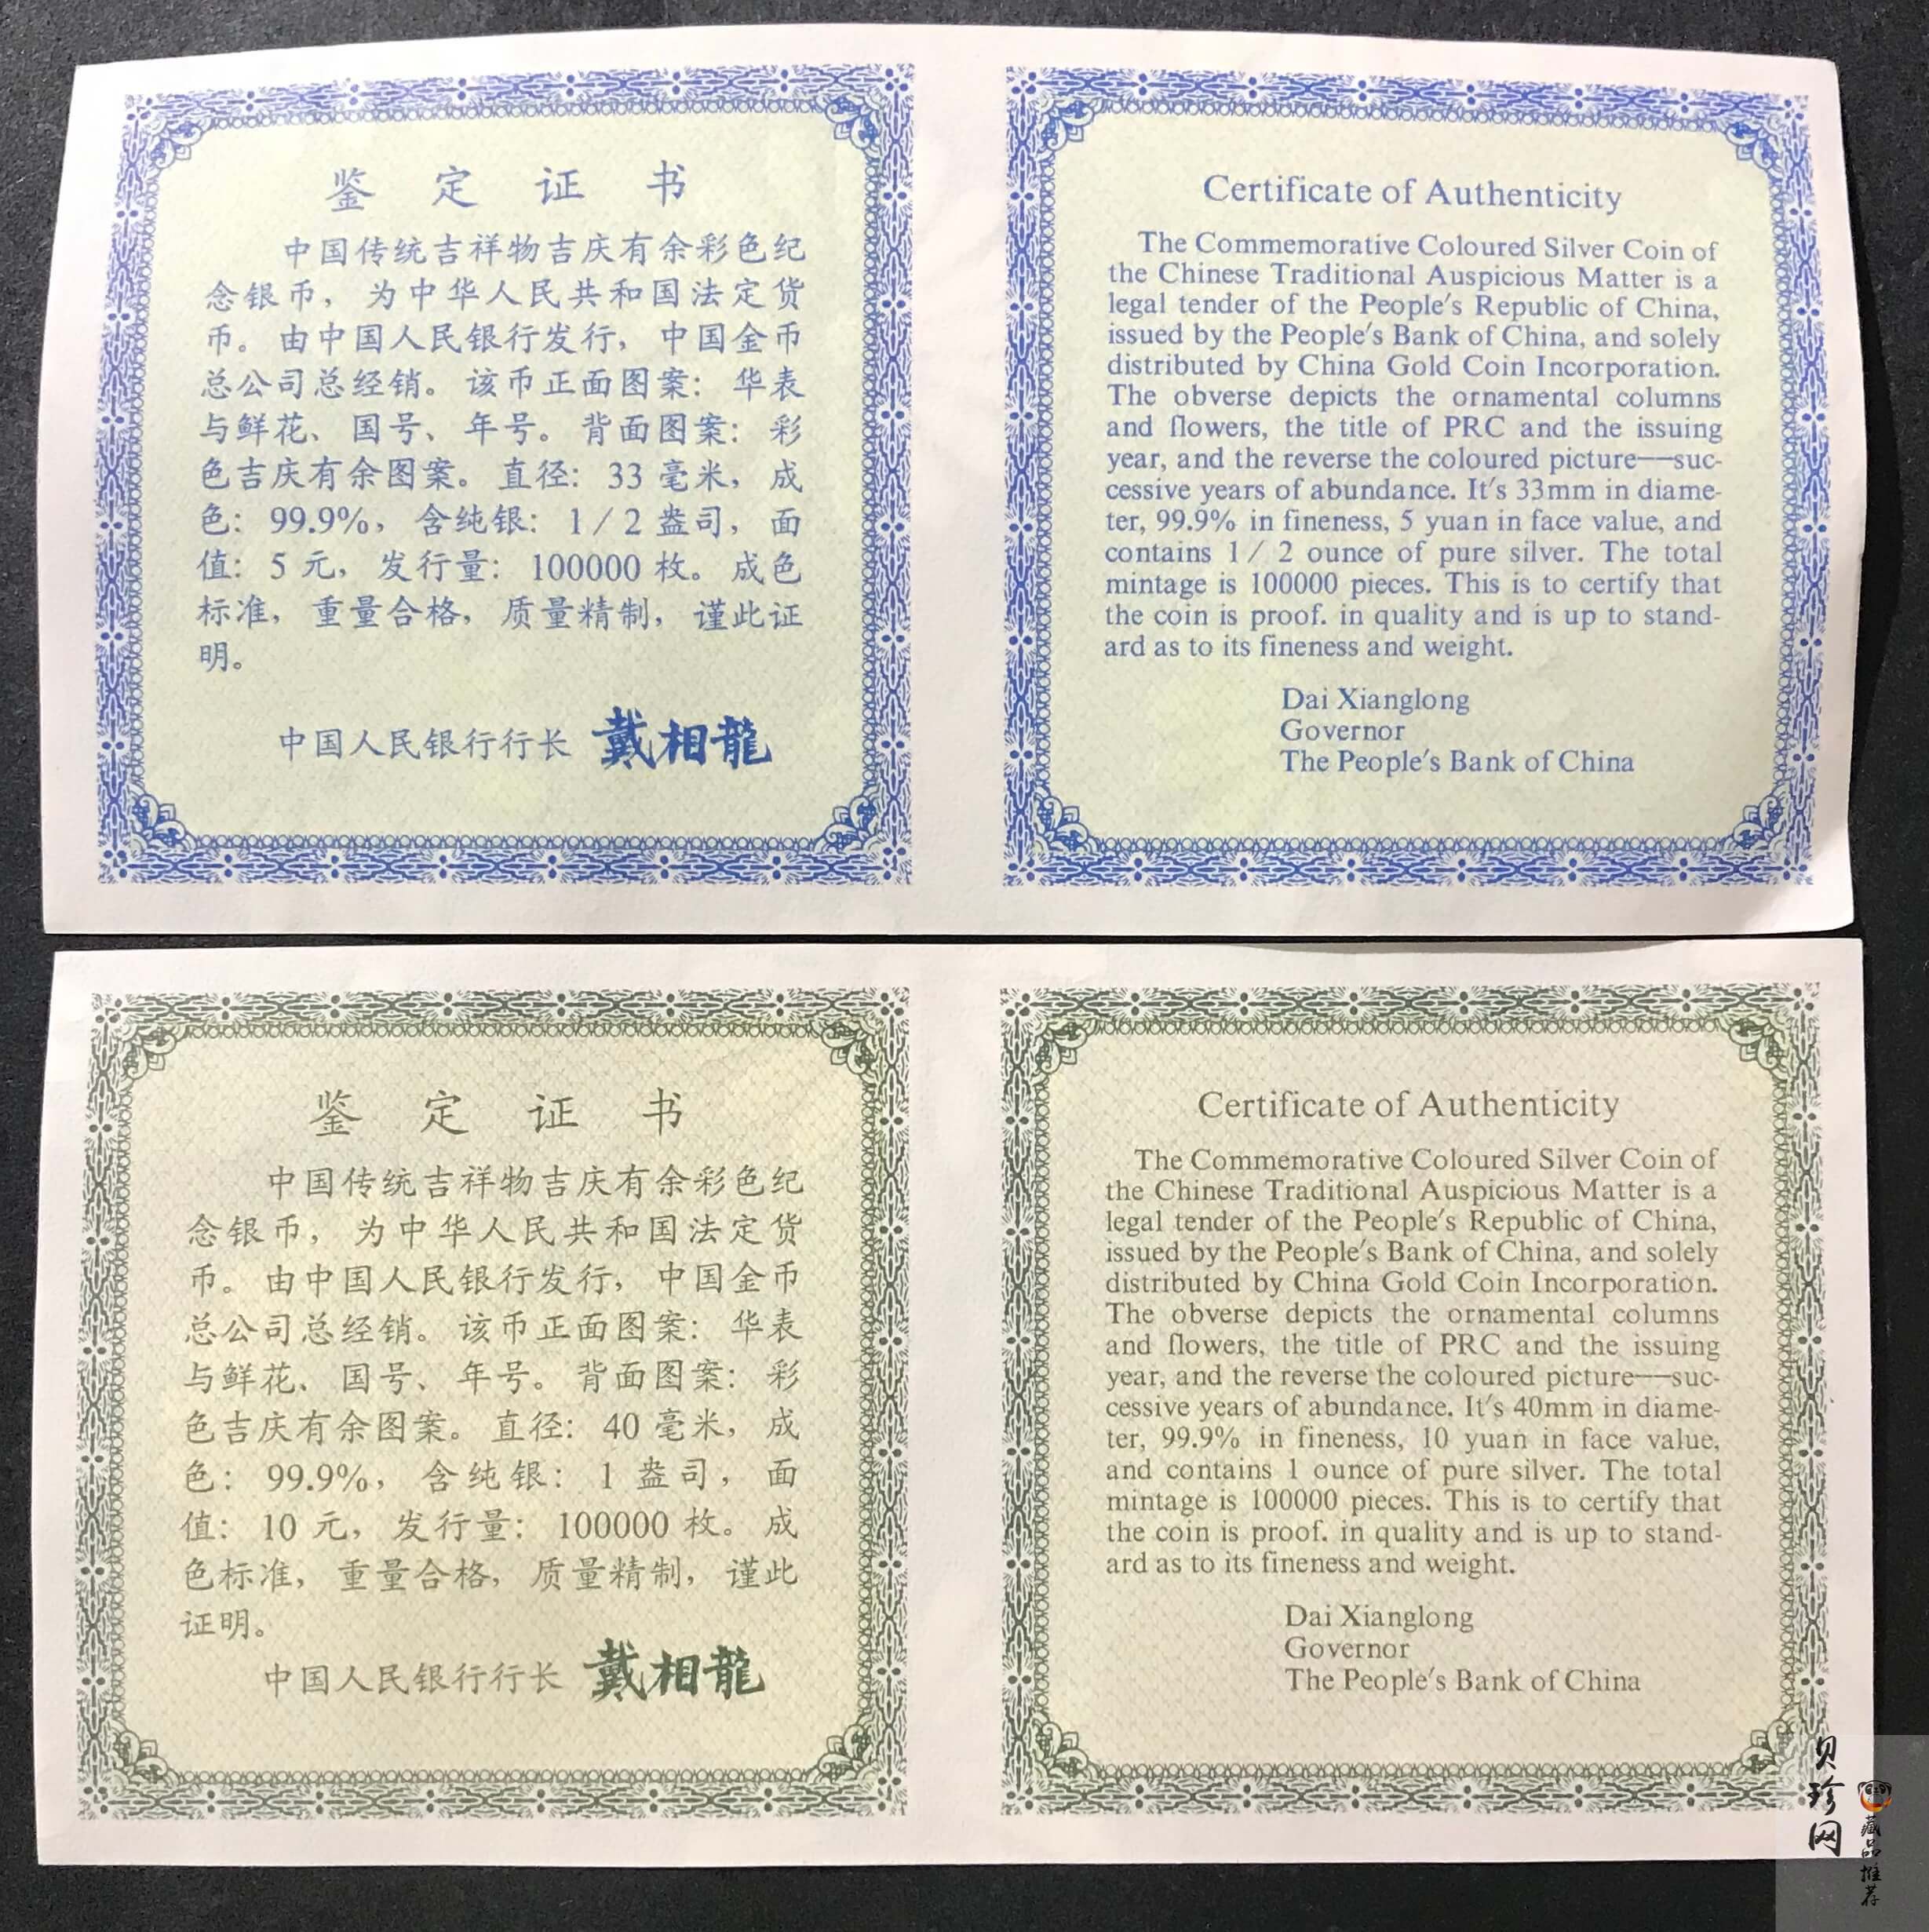 鉴定证书
中国传统吉祥物吉庆有余彩色纪
念银币，为中华人民共和国法定货
币。由中国人民银行发行，中国金币
总公司总经销。该币正面图案：华表
与鲜花、国号、年号。背面图案：彩
色吉庆有余图案。直径：33毫米，成
色：99.9%，含纯银：1/2盎司，面
值：5元，发行量：100000枚。成色
标准，重量合格，质量精制，谨此证
明。
中国人民银行行长 戴相龍
Certificate of Authenticity
The Commemorative Coloured Silver Coin of
the Chinese Traditional Auspicious Matter is a
legal tender of the People's Republic of China,
issued by the People's Bank of China, and solely
distributed by China Gold Coin Incorporation.
The obverse depicts the ornamental columns
and flowers, the title of PRC and the issuing
year, and the reverse the coloured picture—suc-
cessive years of abundance. It's 33mm in diame-
ter, 99.9% in fineness, 5 yuan in face value, and
contains 1/2 ounce of pure silver. The total
mintage is 100000 pieces. This is to certify that
the coin is proof. in quality and is up to stand-
ard as to its fineness and weight.
Dai Xianglong
Governor
The People's Bank of China
鉴定证书
中国传统吉祥物吉庆有余彩色纪
念银币，为中华人民共和国法定货
币。由中国人民银行发行，中国金币
总公司总经销。该币正面图案：华表
与鲜花、国号、年号。背面图案：彩
色吉庆有余图案。直径：40毫米，成
色：99.9%，含纯银：1盎司，面
值：10元，发行量：100000枚。成
色标准，重量合格，质量精制，谨此
证明。
中国人民银行行长 戴相龍
Certificate of Authenticity
The Commemorative Coloured Silver Coin of
the Chinese Traditional Auspicious Matter is a
legal tender of the People's Republic of China,
issued by the People's Bank of China, and solely
distributed by China Gold Coin Incorporation.
The obverse depicts the ornamental columns
and flowers, the title of PRC and the issuing
year, and the reverse the coloured picture—suc-
cessive years of abundance. It's 40mm in diame-
ter, 99.9% in fineness, 10 yuan in face value,
and contains 1 ounce of pure silver. The total
mintage is 100000 pieces. This is to certify that
the coin is proof. in quality and is up to stand-
ard as to its fineness and weight.
Dai Xianglong
Governor
The People's Bank of China
贝珍网
藏品推荐